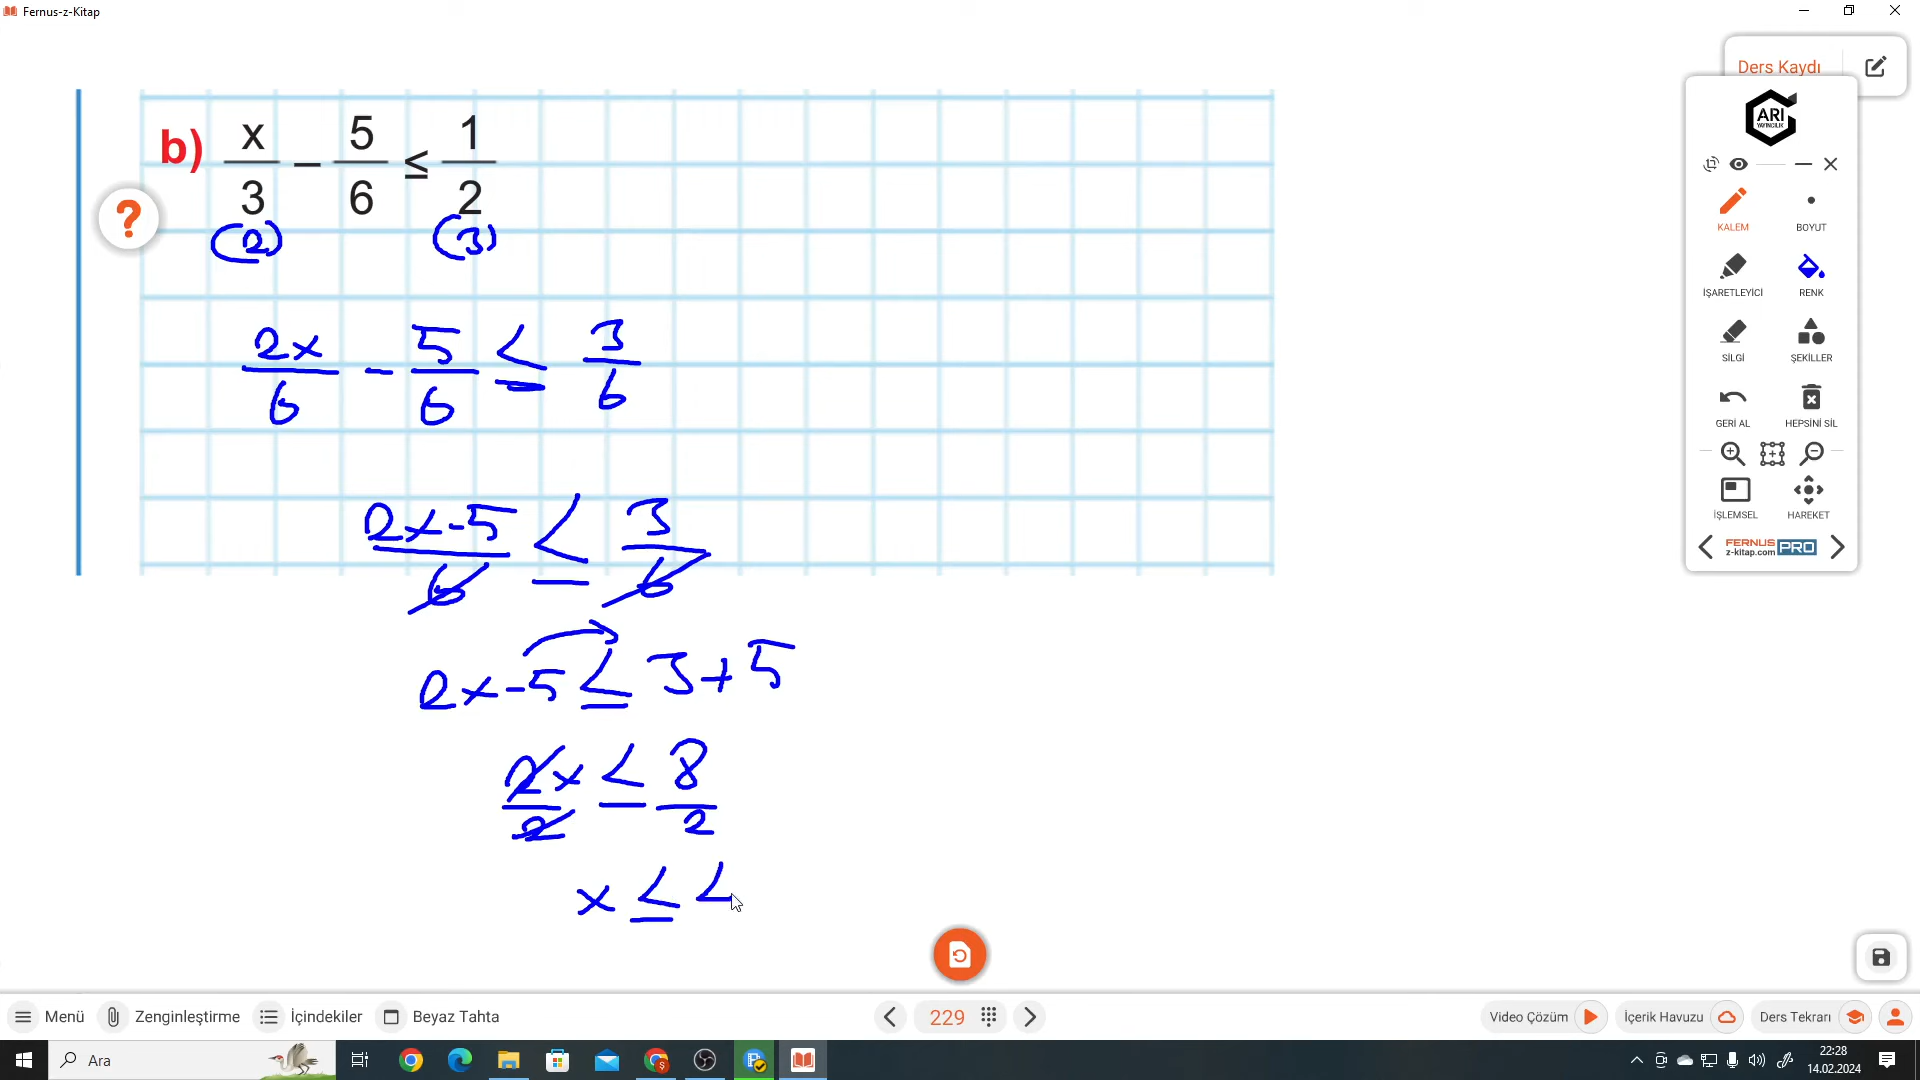 Fernus-z-Kitap
Ders Kaydı
ARI
YAYINCILIK
b) x/3 − 5/6 ≤ 1/2
(2) (3)
2x/6 - 5/6 ≤ 3/6
2x-5/6 ≤ 3/6
2x-5 ≤ 3+5
2x/2 ≤ 8/2
x ≤
KALEM
BOYUT
İŞARETLEYİCİ
RENK
SİLGİ
ŞEKİLLER
GERİ AL
HEPSİNİ SİL
İŞLEMSEL
HAREKET
FERNUS
z-kitap.com PRO
Menü
Zenginleştirme
İçindekiler
Beyaz Tahta
229
Video Çözüm
İçerik Havuzu
Ders Tekrarı
Ara
22:28
14.02.2024